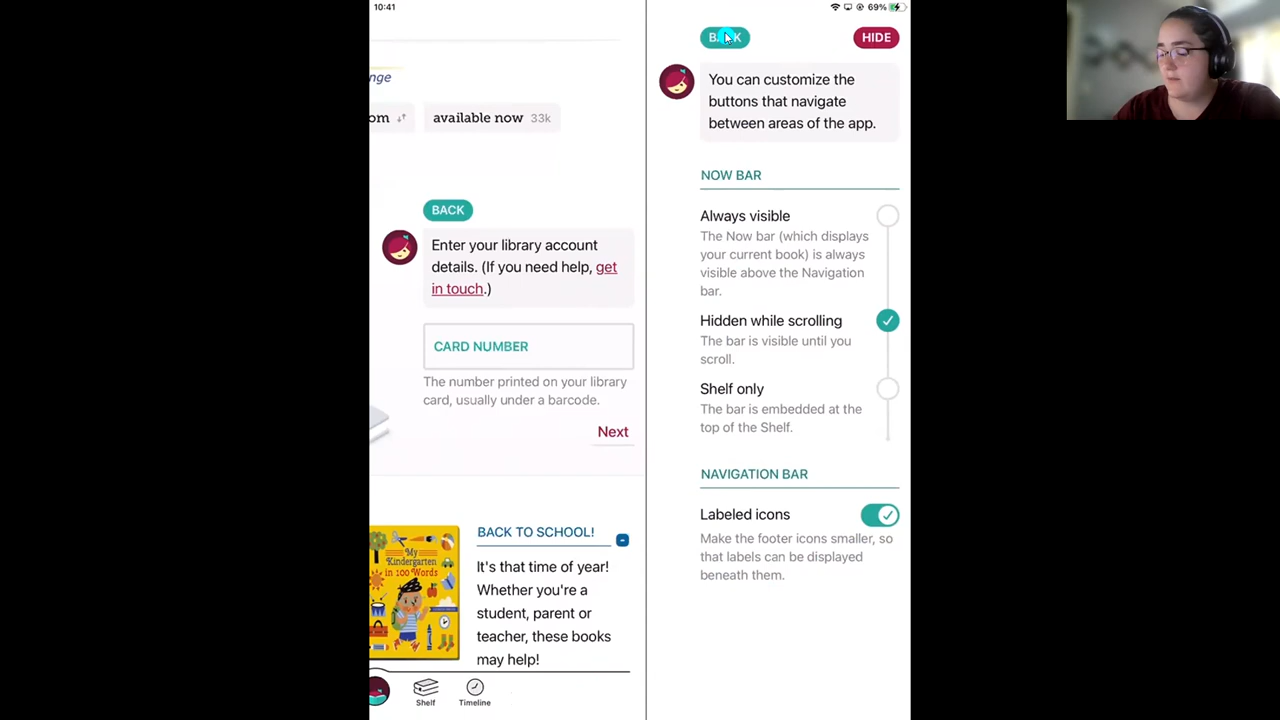 10:41
nge
om
available now 33k
BACK
Enter your library account
details. (If you need help, get
in touch.)
CARD NUMBER
The number printed on your library
card, usually under a barcode.
Next
My
Kindergarten
in 100 Words
BACK TO SCHOOL!
It's that time of year!
Whether you're a
student, parent or
teacher, these books
may help!
Shelf
Timeline
69%
BACK
HIDE
You can customize the
buttons that navigate
between areas of the app.
NOW BAR
Always visible
The Now bar (which displays
your current book) is always
visible above the Navigation
bar.
Hidden while scrolling
The bar is visible until you
scroll.
Shelf only
The bar is embedded at the
top of the Shelf.
NAVIGATION BAR
Labeled icons
Make the footer icons smaller, so
that labels can be displayed
beneath them.